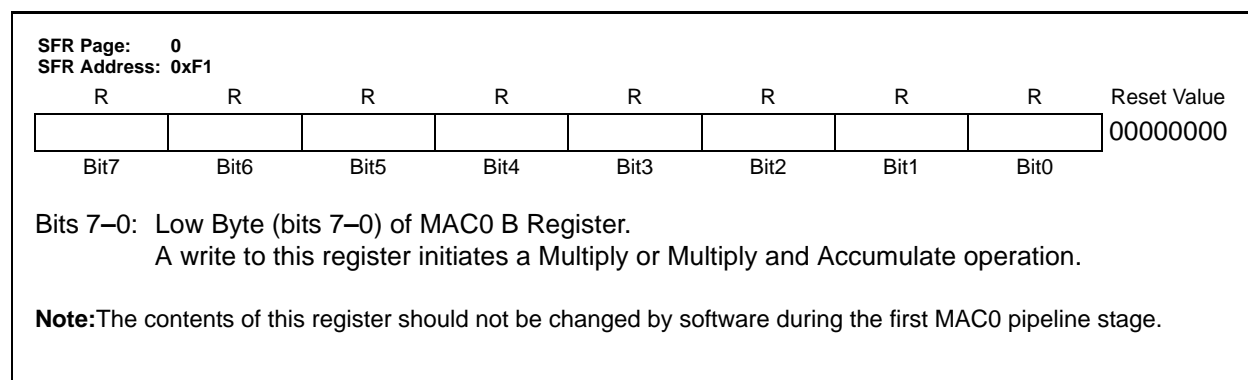 SFR Page: 0
SFR Address: 0xF1
R R R R R R R R Reset Value
00000000
Bit7 Bit6 Bit5 Bit4 Bit3 Bit2 Bit1 Bit0
Bits 7–0: Low Byte (bits 7–0) of MAC0 B Register.
A write to this register initiates a Multiply or Multiply and Accumulate operation.
Note:The contents of this register should not be changed by software during the first MAC0 pipeline stage.